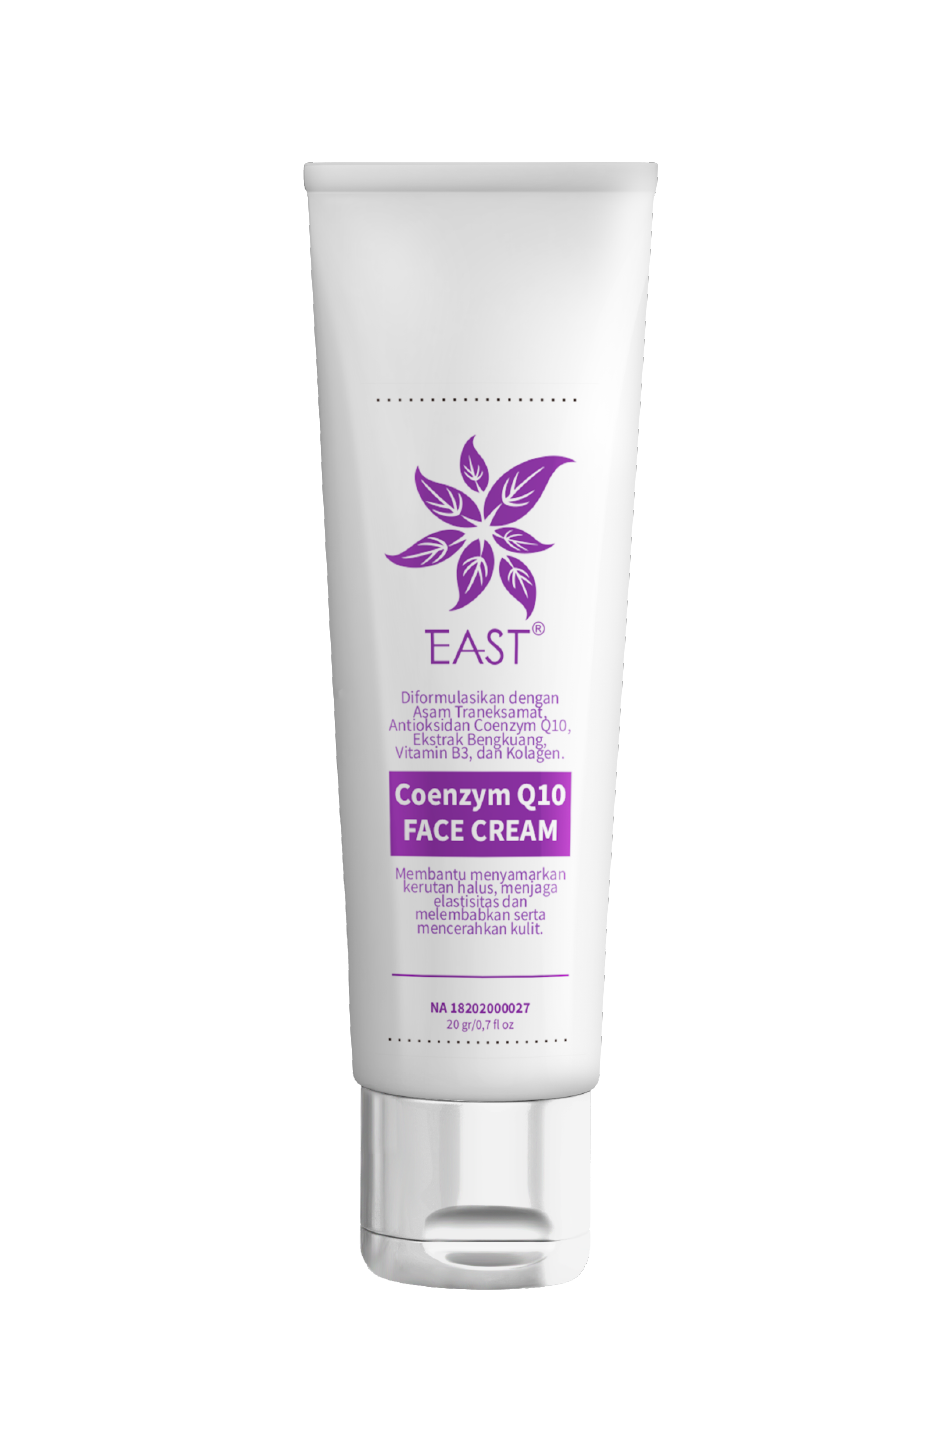 EAST®
Diformulasikan dengan
Asam Traneksamat,
Antioksidan Coenzym Q10,
Ekstrak Bengkuang,
Vitamin B3, dan Kolagen.
Coenzym Q10
FACE CREAM
Membantu menyamarkan
kerutan halus, menjaga
elastisitas dan
melembabkan serta
mencerahkan kulit.
NA 18202000027
20 gr/0,7 fl oz